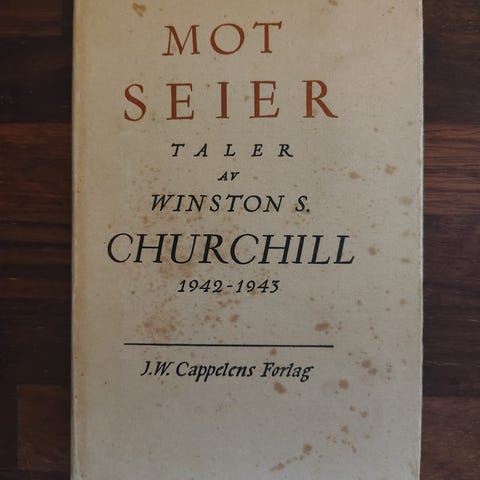 MOT
SEIER
TALER
AV
WINSTON S.
CHURCHILL
1942-1943
J.W. Cappelens Forlag